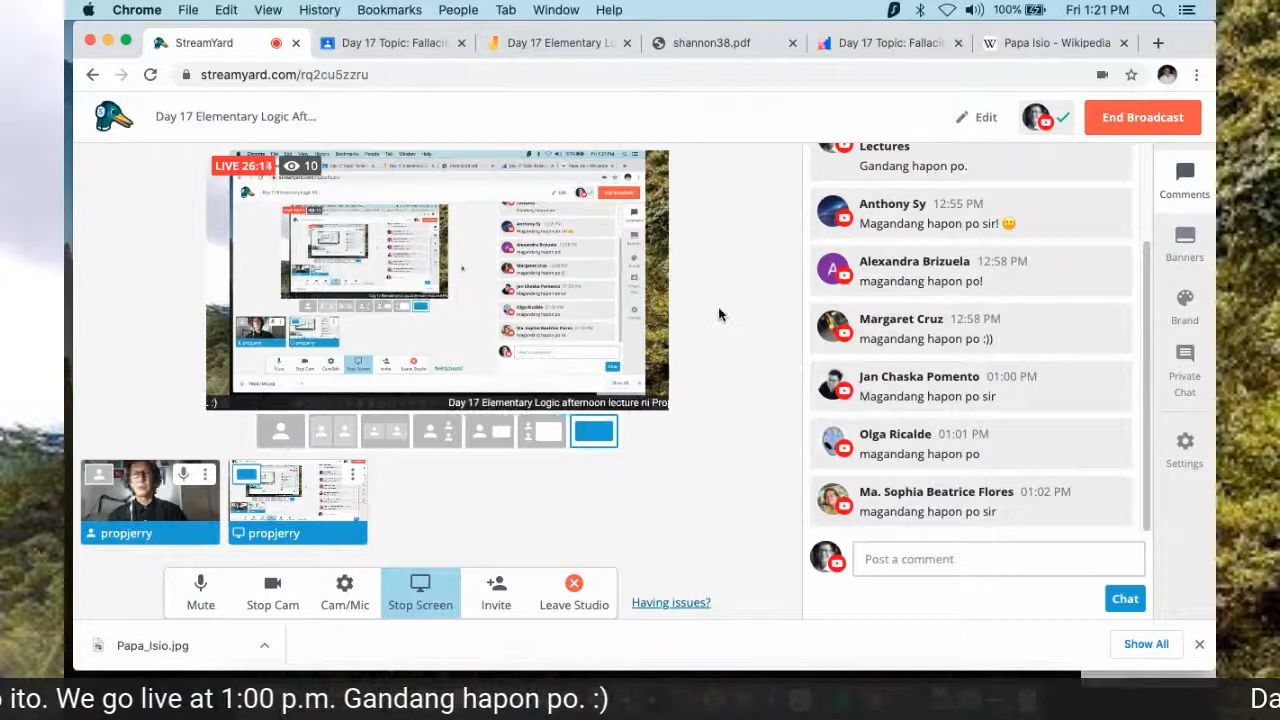 Chrome File Edit View History Bookmarks People Tab Window Help 100% Fri 1:21 PM
StreamYard Day 17 Topic: Fallaci Day 17 Elementary Lo shannon38.pdf Day 17 Topic: Fallaci Papa Isio - Wikipedia
streamyard.com/rq2cu5zzru
Day 17 Elementary Logic Aft... Edit End Broadcast
LIVE 26:14 10
:) Day 17 Elementary Logic afternoon lecture ni Prop
propjerry propjerry
Mute Stop Cam Cam/Mic Stop Screen Invite Leave Studio Having issues?
Lectures
Gandang hapon
Anthony Sy
Magandang hapon po sir!
Alexandra Brizuela 12:58 PM
magandang hapon po!
Margaret Cruz 12:58 PM
magandang hapon po :))
Jan Chaska Pomento 01:00 PM
Magandang hapon po sir
Olga Ricalde 01:01 PM
magandang hapon po
Ma. Sophia Beatrice Flores 01:02 PM
magandang hapon po sir
Post a comment
Chat
Comments
Banners
Brand
Private
Chat
Settings
Papa_Isio.jpg Show All
ito. We go live at 1:00 p.m. Gandang hapon po. :) Da